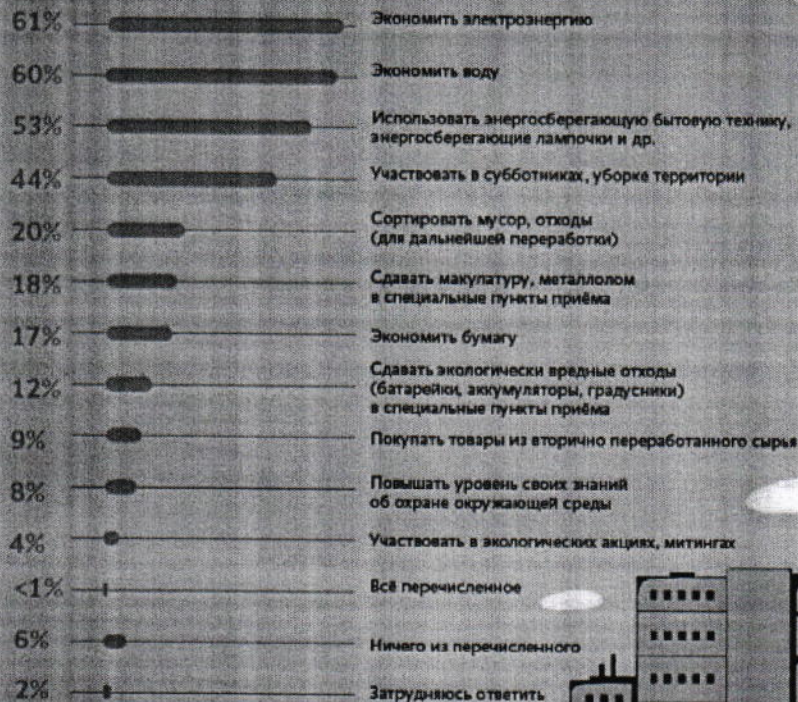 61% Экономить электроэнергию
60% Экономить воду
53% Использовать энергосберегающую бытовую технику,
энергосберегающие лампочки и др.
44% Участвовать в субботниках, уборке территории
20% Сортировать мусор, отходы
(для дальнейшей переработки)
18% Сдавать макулатуру, металлолом
в специальные пункты приёма
17% Экономить бумагу
12% Сдавать экологически вредные отходы
(батарейки, аккумуляторы, градусники)
в специальные пункты приёма
9% Покупать товары из вторично переработанного сырья
8% Повышать уровень своих знаний
об охране окружающей среды
4% Участвовать в экологических акциях, митингах
<1% Всё перечисленное
6% Ничего из перечисленного
2% Затрудняюсь ответить